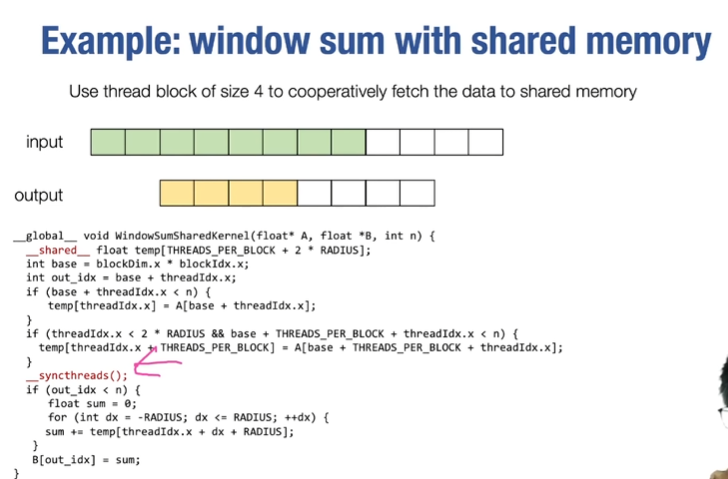 Example: window sum with shared memory
Use thread block of size 4 to cooperatively fetch the data to shared memory
input
output
__global__ void WindowSumSharedKernel(float* A, float *B, int n) {
__shared__ float temp[THREADS_PER_BLOCK + 2 * RADIUS];
int base = blockDim.x * blockIdx.x;
int out_idx = base + threadIdx.x;
if (base + threadIdx.x < n) {
temp[threadIdx.x] = A[base + threadIdx.x];
}
if (threadIdx.x < 2 * RADIUS && base + THREADS_PER_BLOCK + threadIdx.x < n) {
temp[threadIdx.x + THREADS_PER_BLOCK] = A[base + THREADS_PER_BLOCK + threadIdx.x];
}
__syncthreads();
if (out_idx < n) {
float sum = 0;
for (int dx = -RADIUS; dx <= RADIUS; ++dx) {
sum += temp[threadIdx.x + dx + RADIUS];
}
B[out_idx] = sum;
}